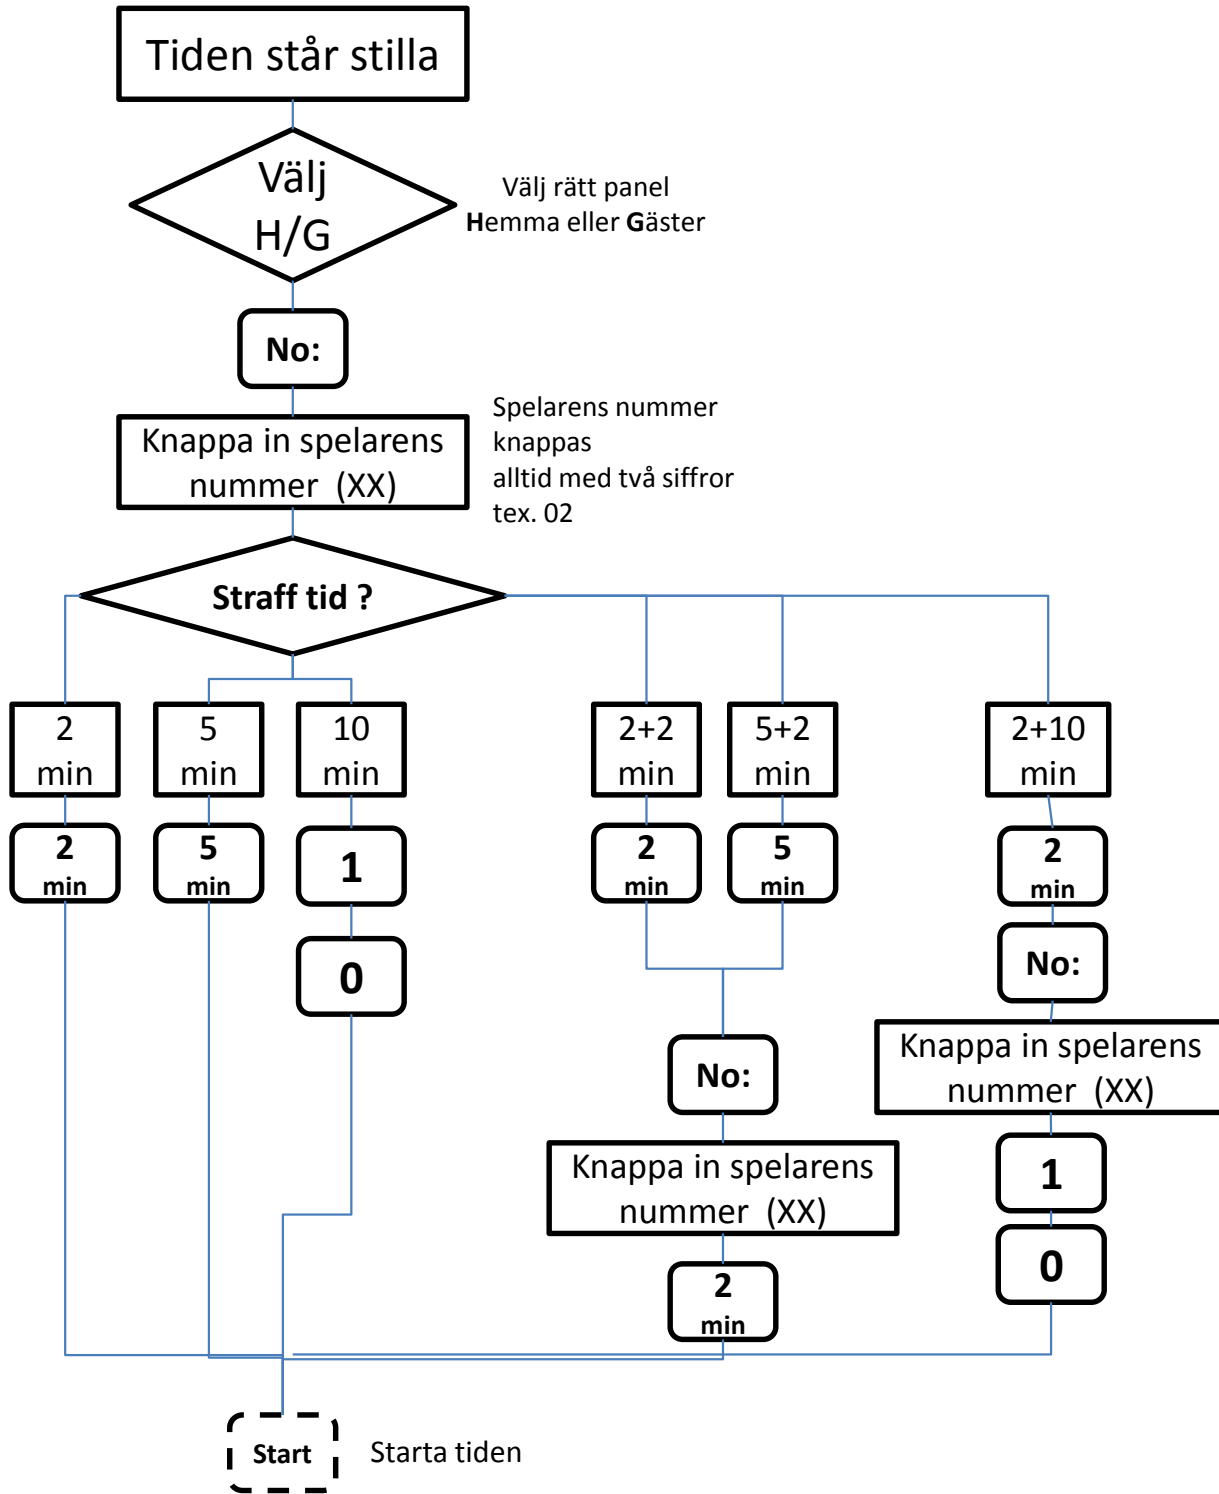 Tiden står stilla
Välj
H/G
Välj rätt panel
Hemma eller Gäster
No:
Knappa in spelarens
nummer (XX)
Spelarens nummer
knappas
alltid med två siffror
tex. 02
Straff tid ?
2
min
5
min
10
min
2+2
min
5+2
min
2+10
min
2
min
5
min
1
2
min
5
min
2
min
0
No:
No:
Knappa in spelarens
nummer (XX)
Knappa in spelarens
nummer (XX)
1
2
min
0
Start
Starta tiden